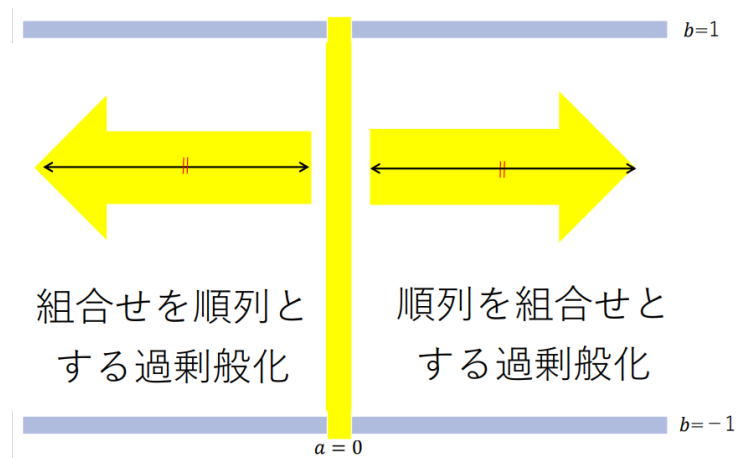 b=1
組合せを順列と
する過剰般化
順列を組合せと
する過剰般化
b=－1
a = 0